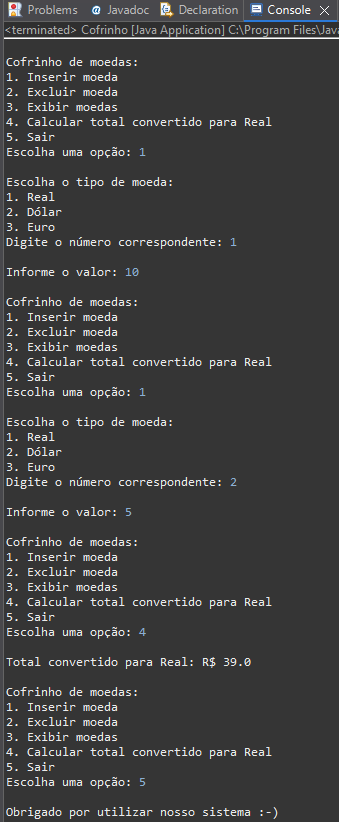 Problems Javadoc Declaration Console
<terminated> Cofrinho [Java Application] C:\Program Files\Java
Cofrinho de moedas:
1. Inserir moeda
2. Excluir moeda
3. Exibir moedas
4. Calcular total convertido para Real
5. Sair
Escolha uma opção: 1
Escolha o tipo de moeda:
1. Real
2. Dólar
3. Euro
Digite o número correspondente: 1
Informe o valor: 10
Cofrinho de moedas:
1. Inserir moeda
2. Excluir moeda
3. Exibir moedas
4. Calcular total convertido para Real
5. Sair
Escolha uma opção: 1
Escolha o tipo de moeda:
1. Real
2. Dólar
3. Euro
Digite o número correspondente: 2
Informe o valor: 5
Cofrinho de moedas:
1. Inserir moeda
2. Excluir moeda
3. Exibir moedas
4. Calcular total convertido para Real
5. Sair
Escolha uma opção: 4
Total convertido para Real: R$ 39.0
Cofrinho de moedas:
1. Inserir moeda
2. Excluir moeda
3. Exibir moedas
4. Calcular total convertido para Real
5. Sair
Escolha uma opção: 5
Obrigado por utilizar nosso sistema :-)